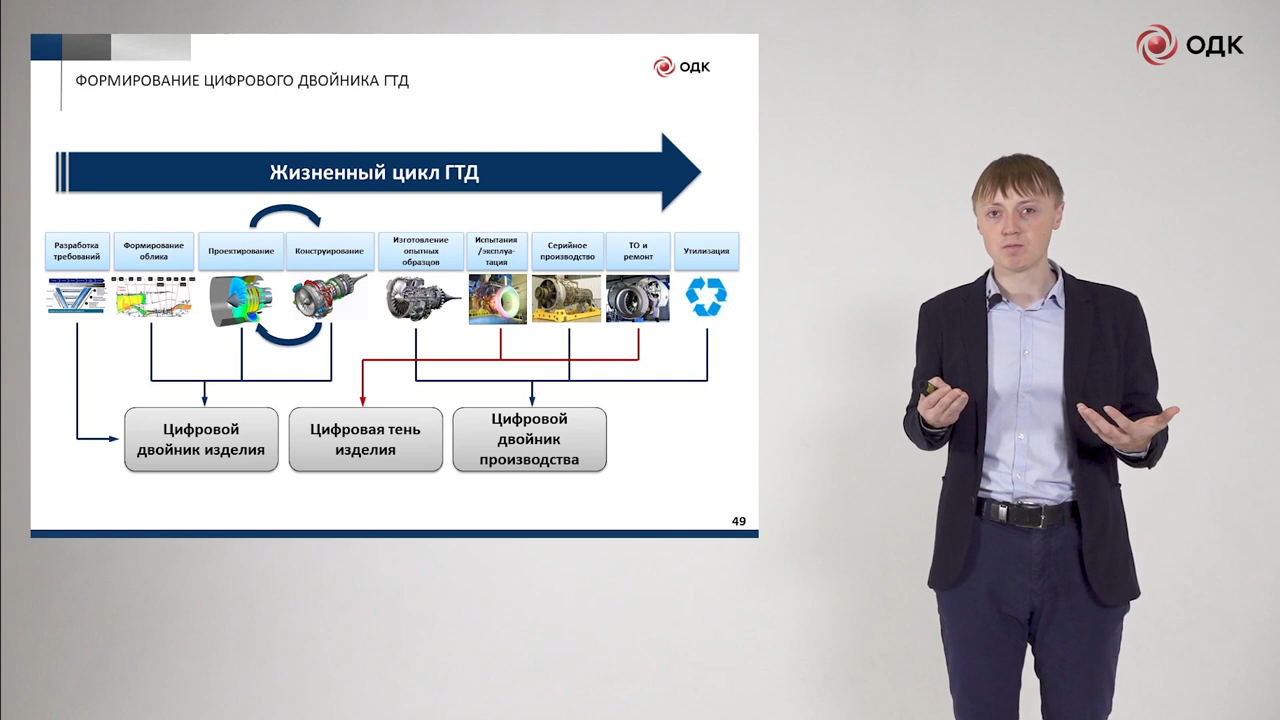 ОДК
ФОРМИРОВАНИЕ ЦИФРОВОГО ДВОЙНИКА ГТД
ОДК
Жизненный цикл ГТД
Разработка
требований
Формирование
облика
Проектирование
Конструирование
Изготовление
опытных
образцов
Испытания
/эксплуа-
тация
Серийное
производство
ТО и
ремонт
Утилизация
Цифровой
двойник изделия
Цифровая тень
изделия
Цифровой
двойник
производства
49